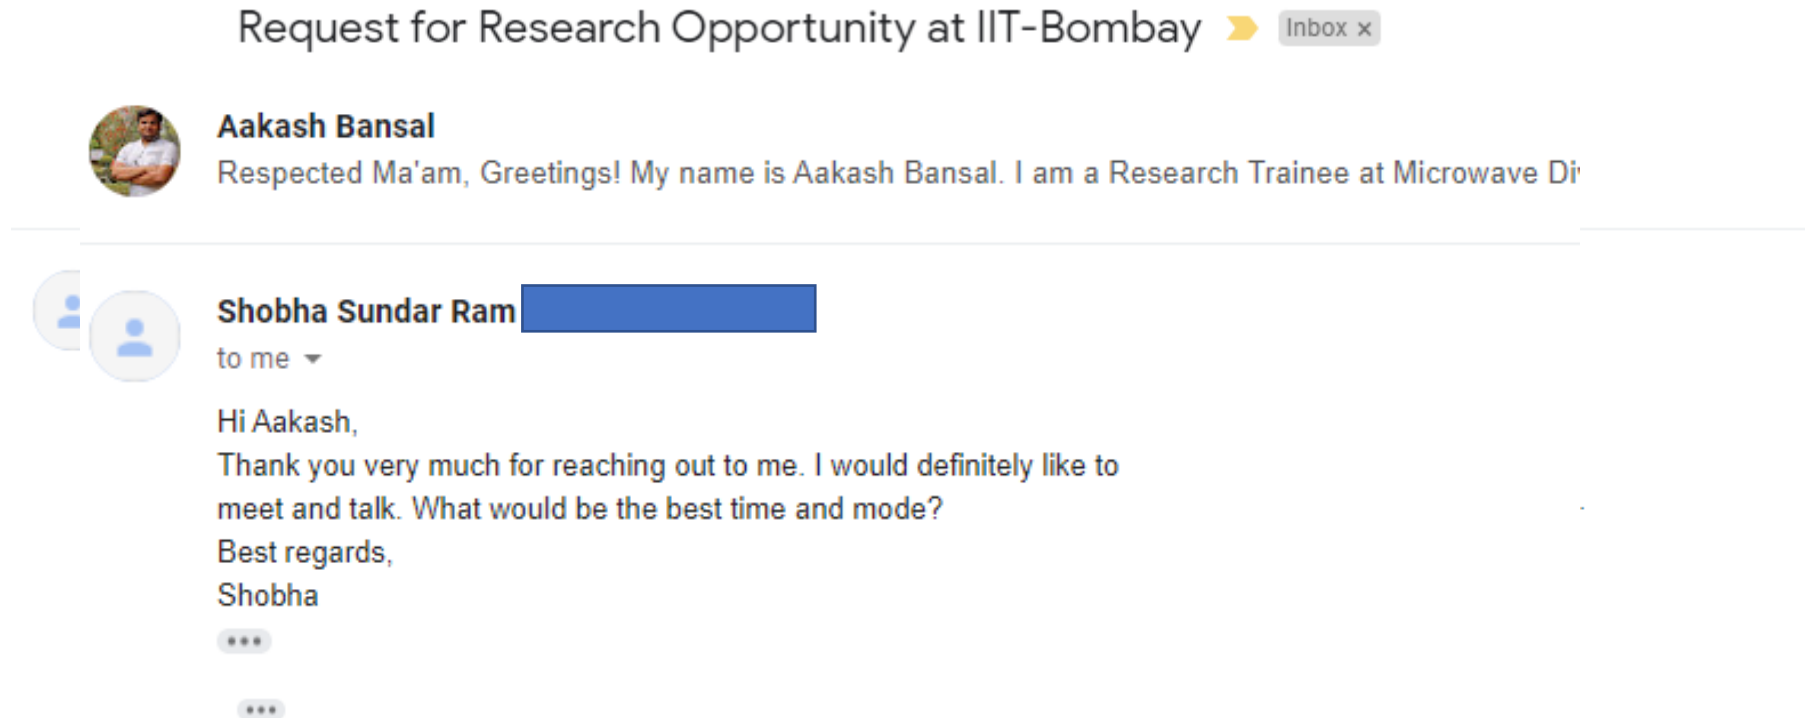 Request for Research Opportunity at IIT-Bombay Inbox x
Aakash Bansal
Respected Ma'am, Greetings! My name is Aakash Bansal. I am a Research Trainee at Microwave
Shobha Sundar Ram
to me
Hi Aakash,
Thank you very much for reaching out to me. I would definitely like to
meet and talk. What would be the best time and mode?
Best regards,
Shobha